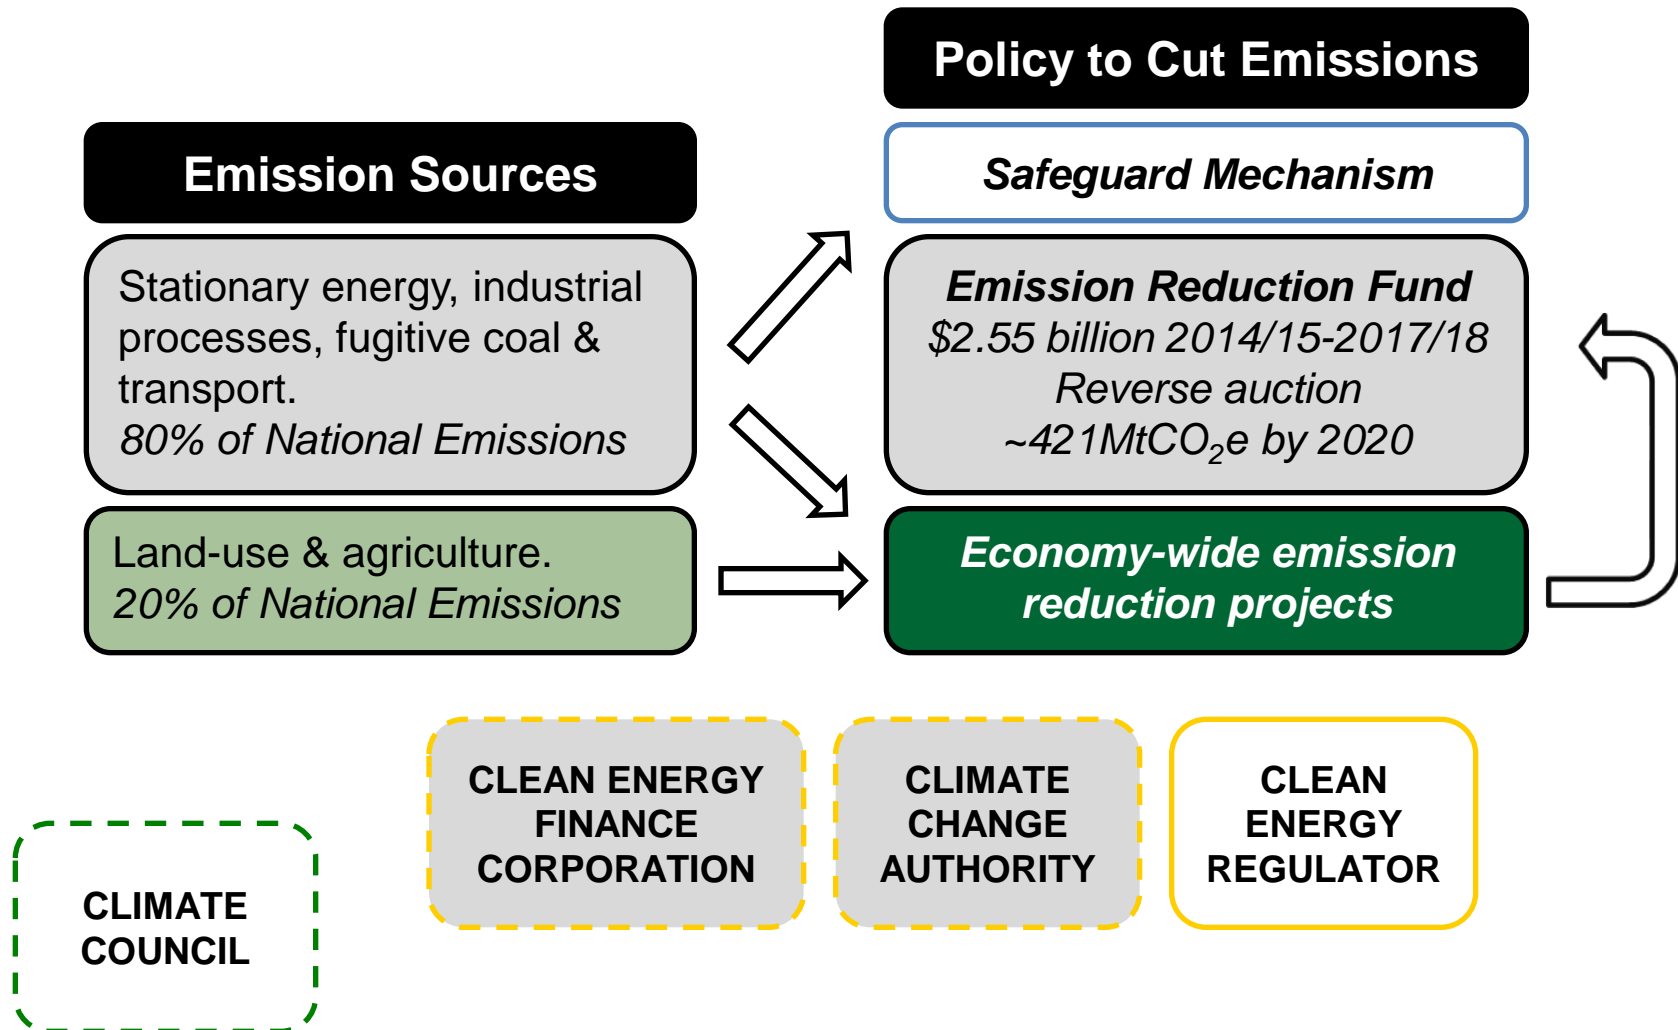 Policy to Cut Emissions
Emission Sources
Safeguard Mechanism
Stationary energy, industrial
processes, fugitive coal &
transport.
80% of National Emissions
Emission Reduction Fund
$2.55 billion 2014/15-2017/18
Reverse auction
~421MtCO₂e by 2020
Land-use & agriculture.
20% of National Emissions
Economy-wide emission
reduction projects
CLEAN ENERGY
FINANCE
CORPORATION
CLIMATE
CHANGE
AUTHORITY
CLEAN
ENERGY
REGULATOR
CLIMATE
COUNCIL